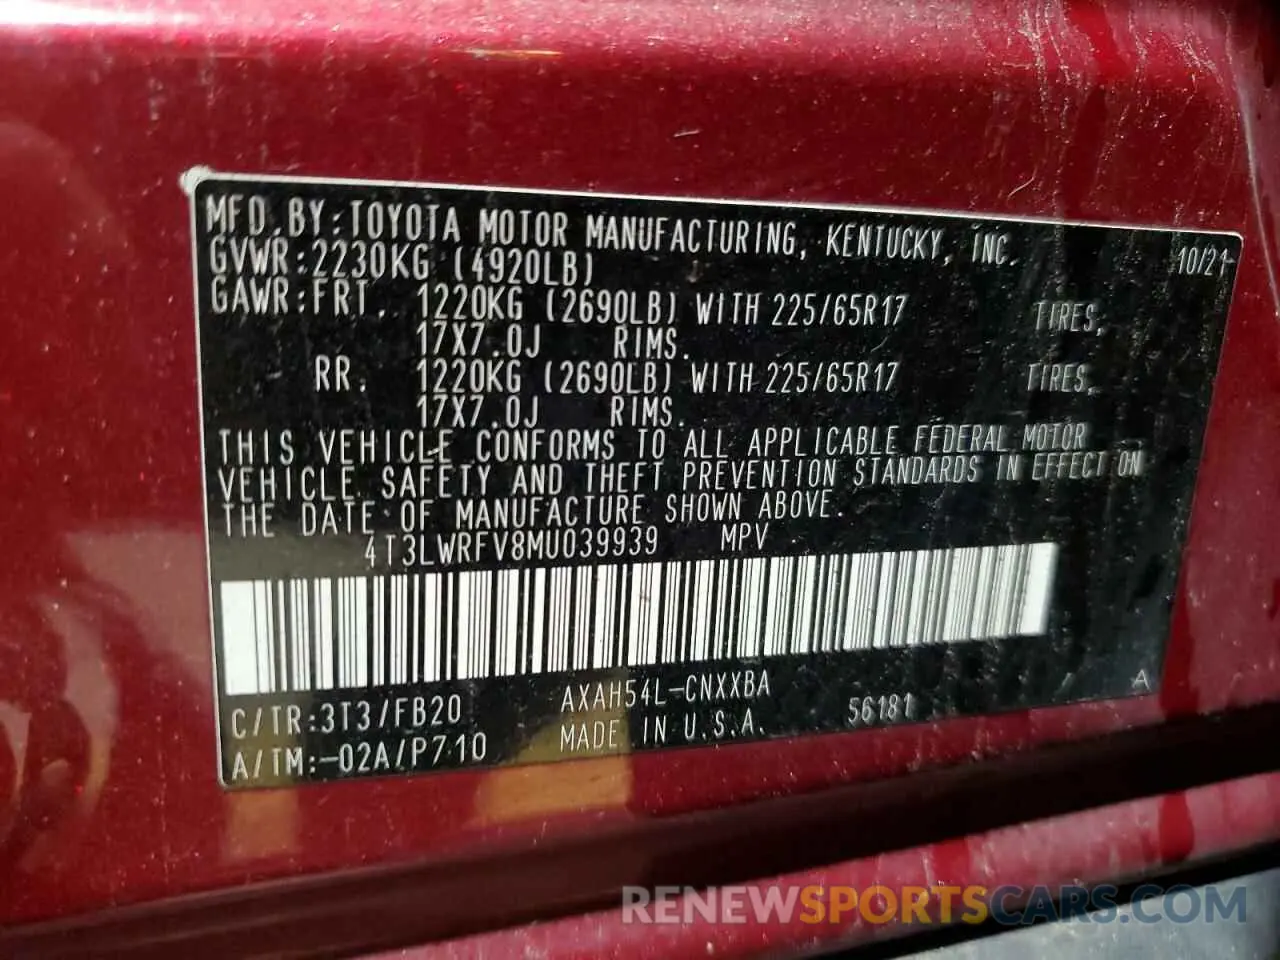 MFD.BY:TOYOTA MOTOR MANUFACTURING, KENTUCKY, INC.
GVWR:2230KG (4920LB) 10/21
GAWR:FRT. 1220KG (2690LB) WITH 225/65R17 TIRES,
17X7.0J RIMS.
RR. 1220KG (2690LB) WITH 225/65R17 TIRES,
17X7.0J RIMS.
THIS VEHICLE CONFORMS TO ALL APPLICABLE FEDERAL MOTOR
VEHICLE SAFETY AND THEFT PREVENTION STANDARDS IN EFFECT ON
THE DATE OF MANUFACTURE SHOWN ABOVE.
4T3LWRFV8MU039939 MPV
C/TR:3T3/FB20 AXAH54L-CNXXBA A
A/TM:-02A/P710 MADE IN U.S.A. 56181
RENEWSPORTSCARS.COM